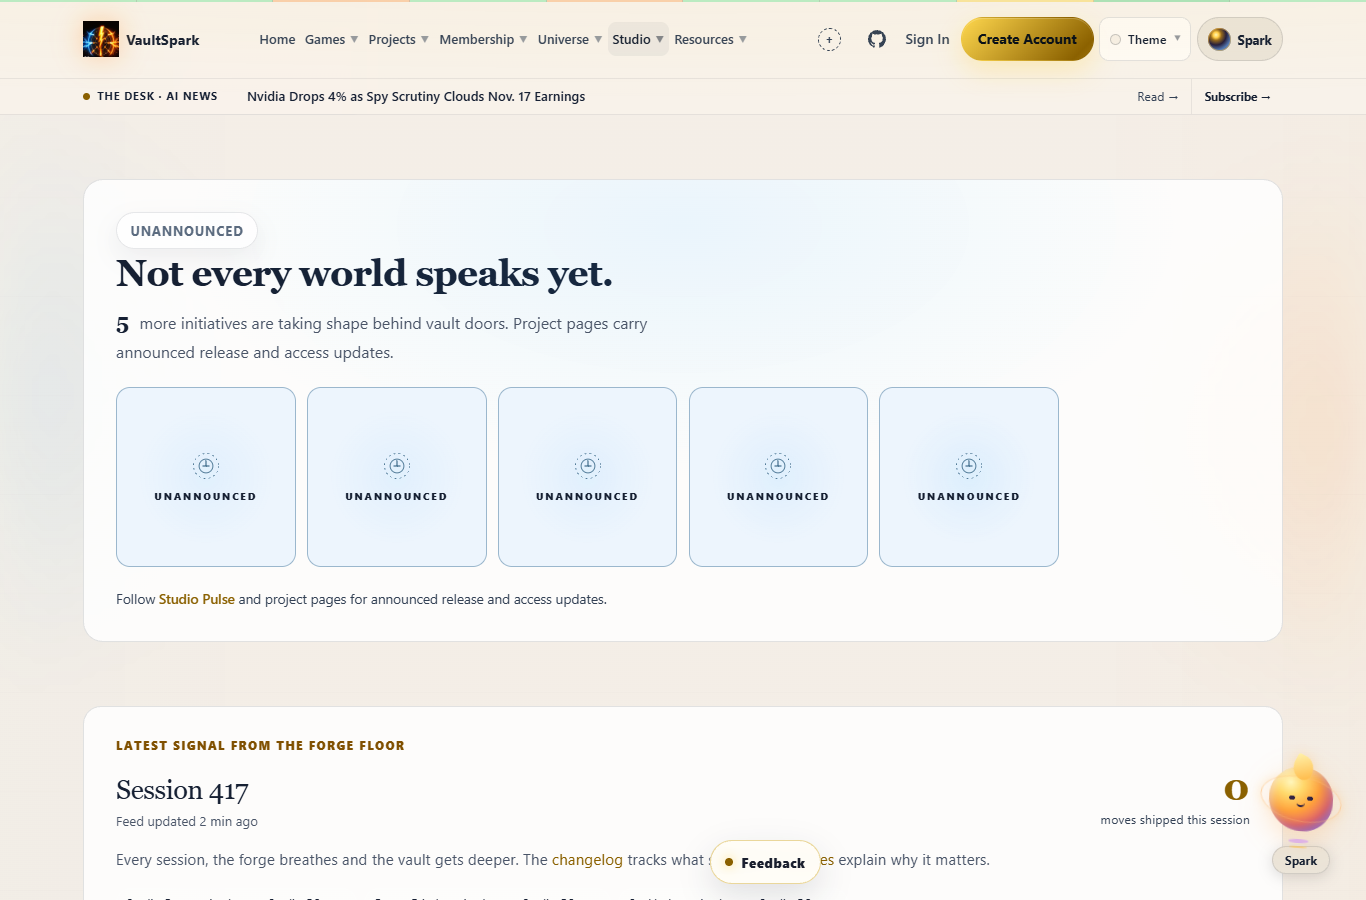 VaultSpark
Home Games Projects Membership Universe Studio Resources
+ Sign In Create Account Theme Spark
THE DESK · AI NEWS Nvidia Drops 4% as Spy Scrutiny Clouds Nov. 17 Earnings Read → Subscribe →
UNANNOUNCED
Not every world speaks yet.
5 more initiatives are taking shape behind vault doors. Project pages carry
announced release and access updates.
UNANNOUNCED UNANNOUNCED UNANNOUNCED UNANNOUNCED UNANNOUNCED
Follow Studio Pulse and project pages for announced release and access updates.
LATEST SIGNAL FROM THE FORGE FLOOR
Session 417
0
Feed updated 2 min ago
moves shipped this session
Every session, the forge breathes and the vault gets deeper. The changelog tracks what explain why it matters.
Feedback
Spark